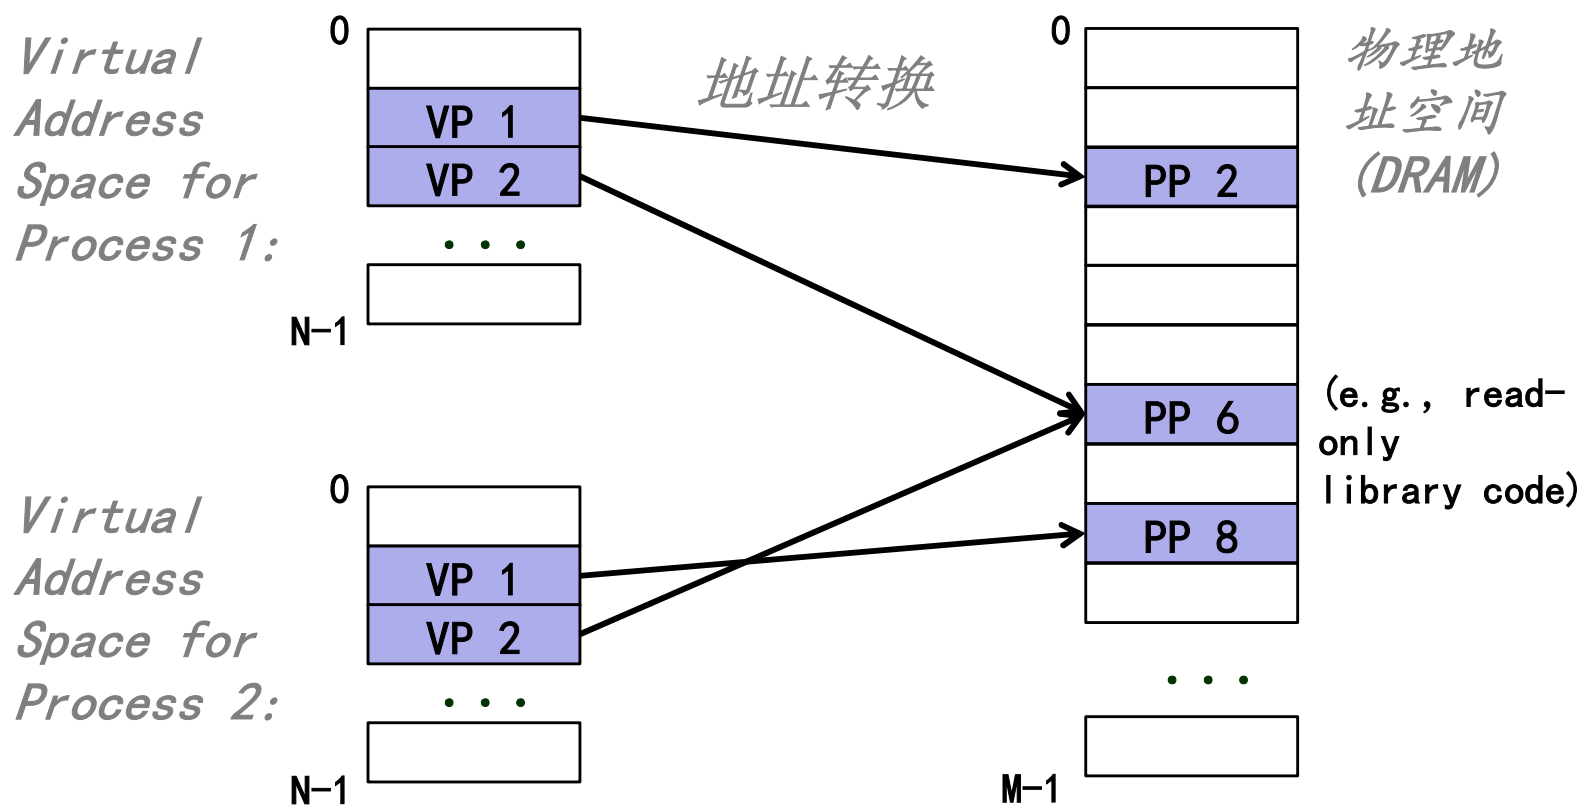 Virtual
Address
Space for
Process 1:
0
VP 1
VP 2
...
N-1
地址转换
0
PP 2
PP 6
PP 8
...
M-1
物理地
址空间
(DRAM)
(e.g., read-
only
library code)
Virtual
Address
Space for
Process 2:
0
VP 1
VP 2
...
N-1